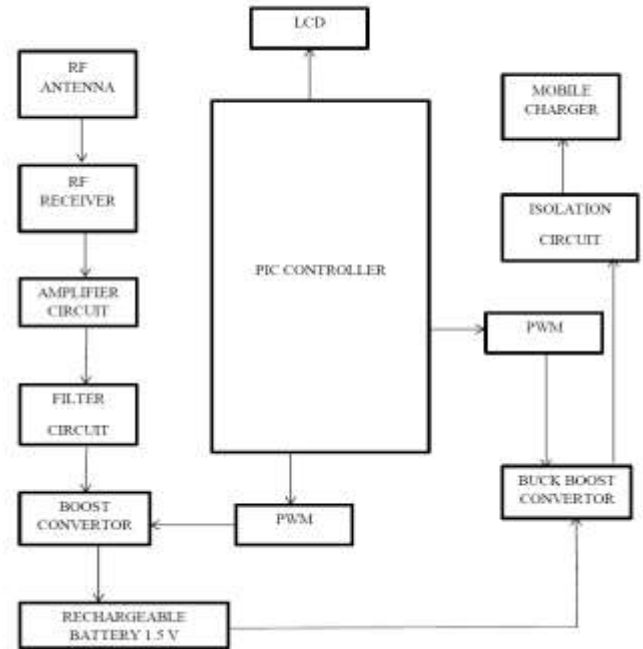 LCD
RF
ANTENNA
MOBILE
CHARGER
RF
RECEIVER
ISOLATION
CIRCUIT
PIC CONTROLLER
AMPLIFIER
CIRCUIT
PWM
FILTER
CIRCUIT
BUCK BOOST
CONVERTOR
BOOST
CONVERTOR
PWM
RECHARGEABLE
BATTERY 1.5 V